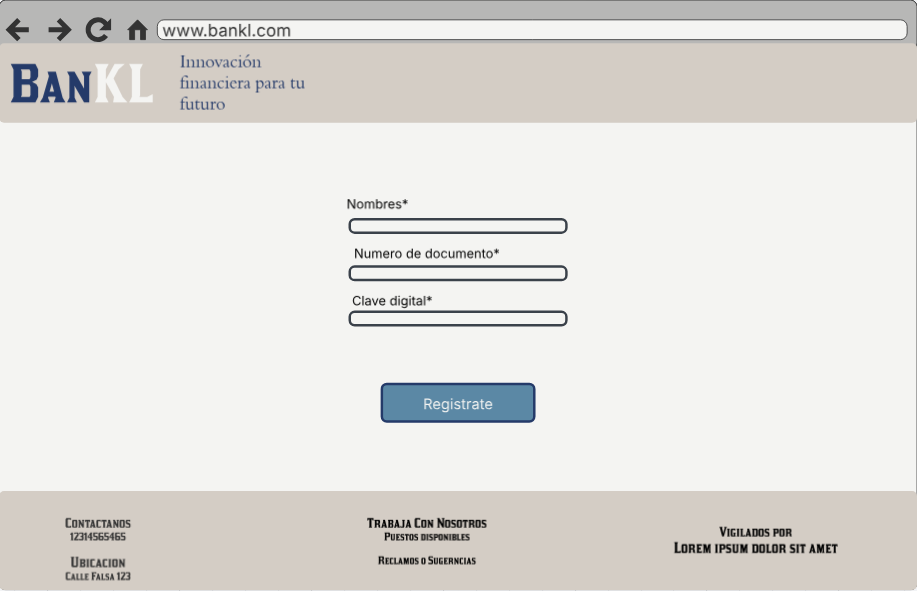 www.bankl.com
BanKL
Innovación
financiera para tu
futuro
Nombres*
Numero de documento*
Clave digital*
Registrate
Contactanos
12314565465
Ubicacion
Calle Falsa 123
Trabaja Con Nosotros
Puestos disponibles
Reclamos o Sugerncias
Vigilados por
Lorem ipsum dolor sit amet